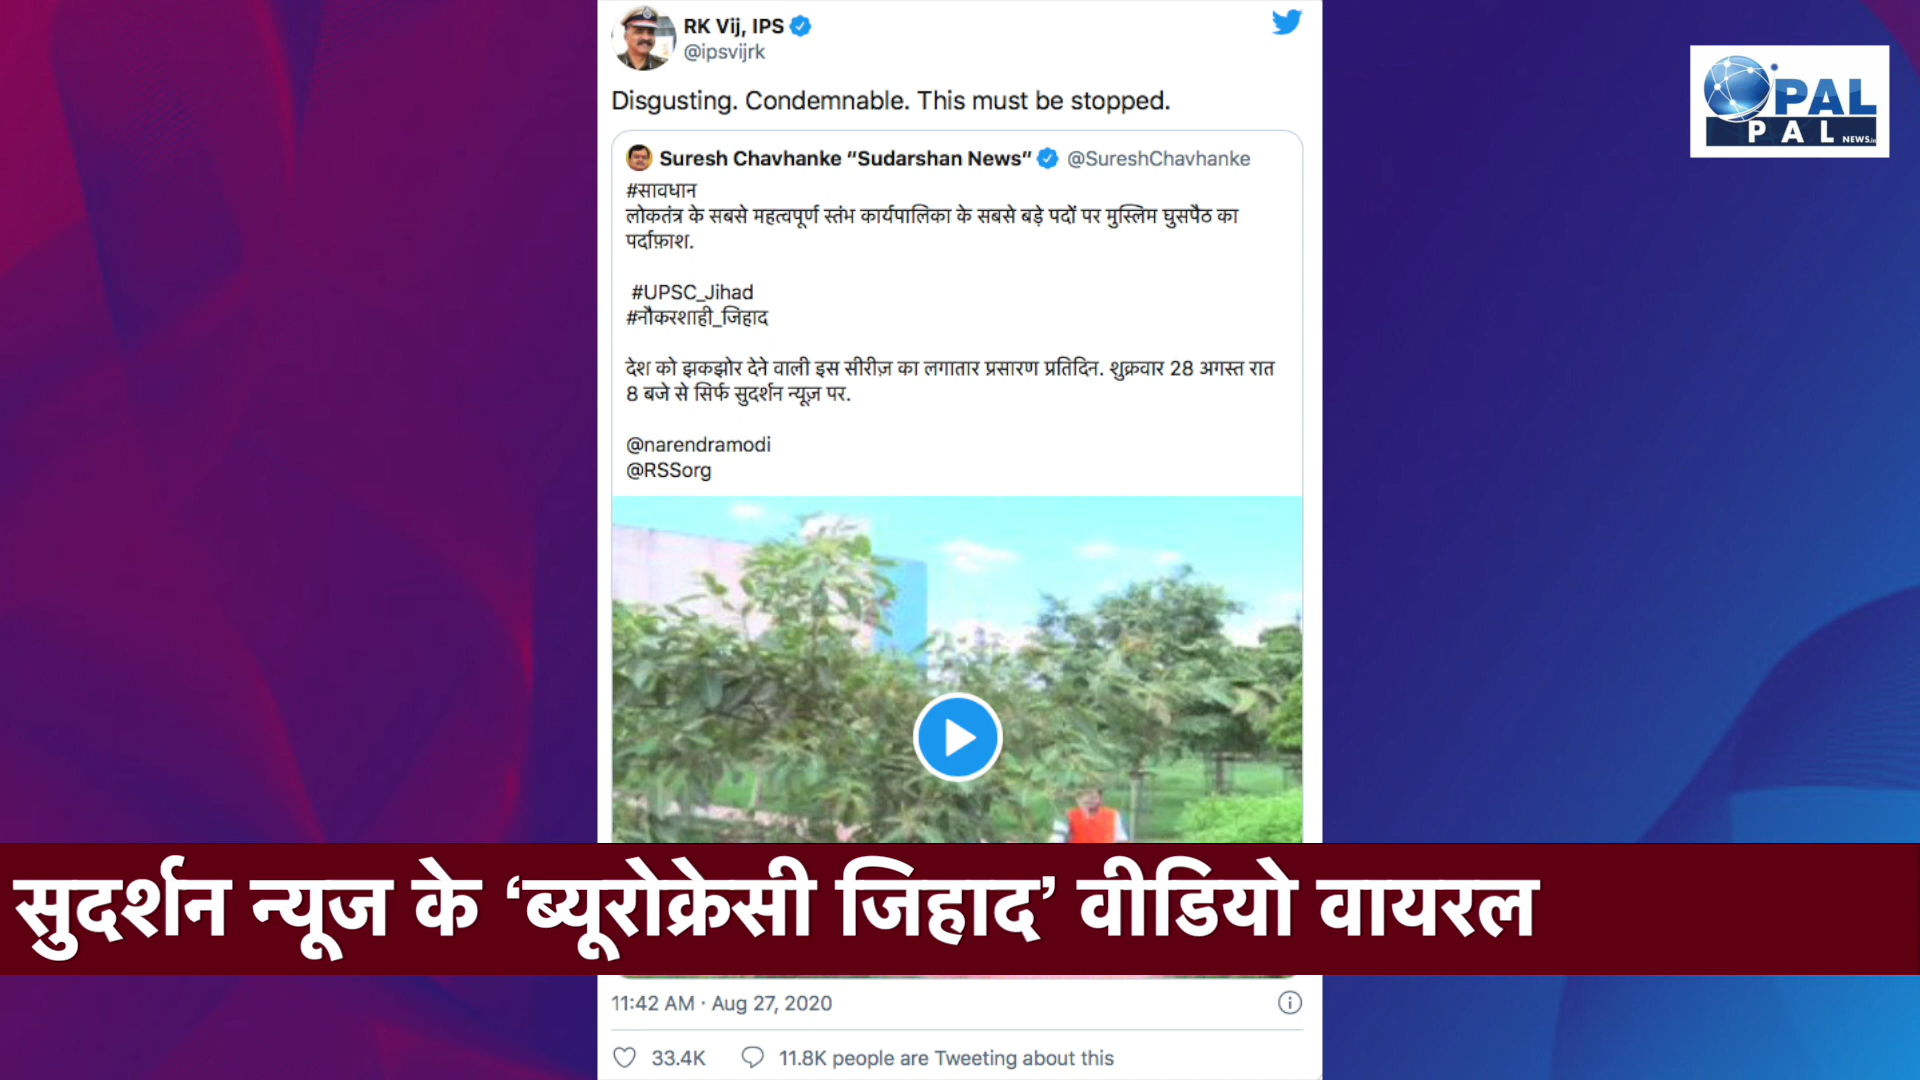 RK Vij, IPS
@ipsvijrk
Disgusting. Condemnable. This must be stopped.
Suresh Chavhanke “Sudarshan News” @SureshChavhanke
#सावधान
लोकतंत्र के सबसे महत्वपूर्ण स्तंभ कार्यपालिका के सबसे बड़े पदों पर मुस्लिम घुसपैठ का
पर्दाफ़ाश.
#UPSC_Jihad
#नौकरशाही_जिहाद
देश को झकझोर देने वाली इस सीरीज़ का लगातार प्रसारण प्रतिदिन. शुक्रवार 28 अगस्त रात
8 बजे से सिर्फ सुदर्शन न्यूज़ पर.
@narendramodi
@RSSorg
PAL
PAL NEWS.in
सुदर्शन न्यूज के ‘ब्यूरोक्रेसी जिहाद’ वीडियो वायरल
11:42 AM · Aug 27, 2020
33.4K 11.8K people are Tweeting about this